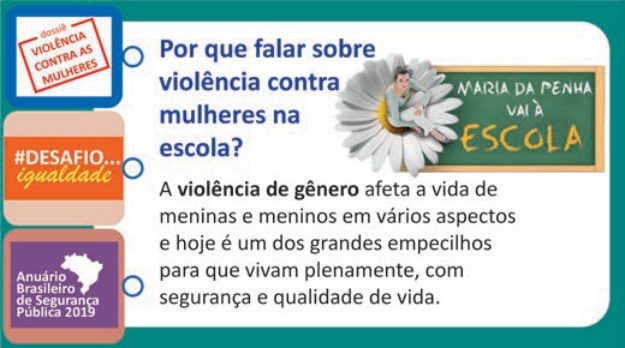 dossiê
VIOLÊNCIA
CONTRA AS
MULHERES
#DESAFIO...
igualdade
Anuário
Brasileiro
de Segurança
Pública 2019
Por que falar sobre
violência contra
mulheres na
escola?
MARIA DA PENHA
VAI À
ESCOLA
A violência de gênero afeta a vida de
meninas e meninos em vários aspectos
e hoje é um dos grandes empecilhos
para que vivam plenamente, com
segurança e qualidade de vida.